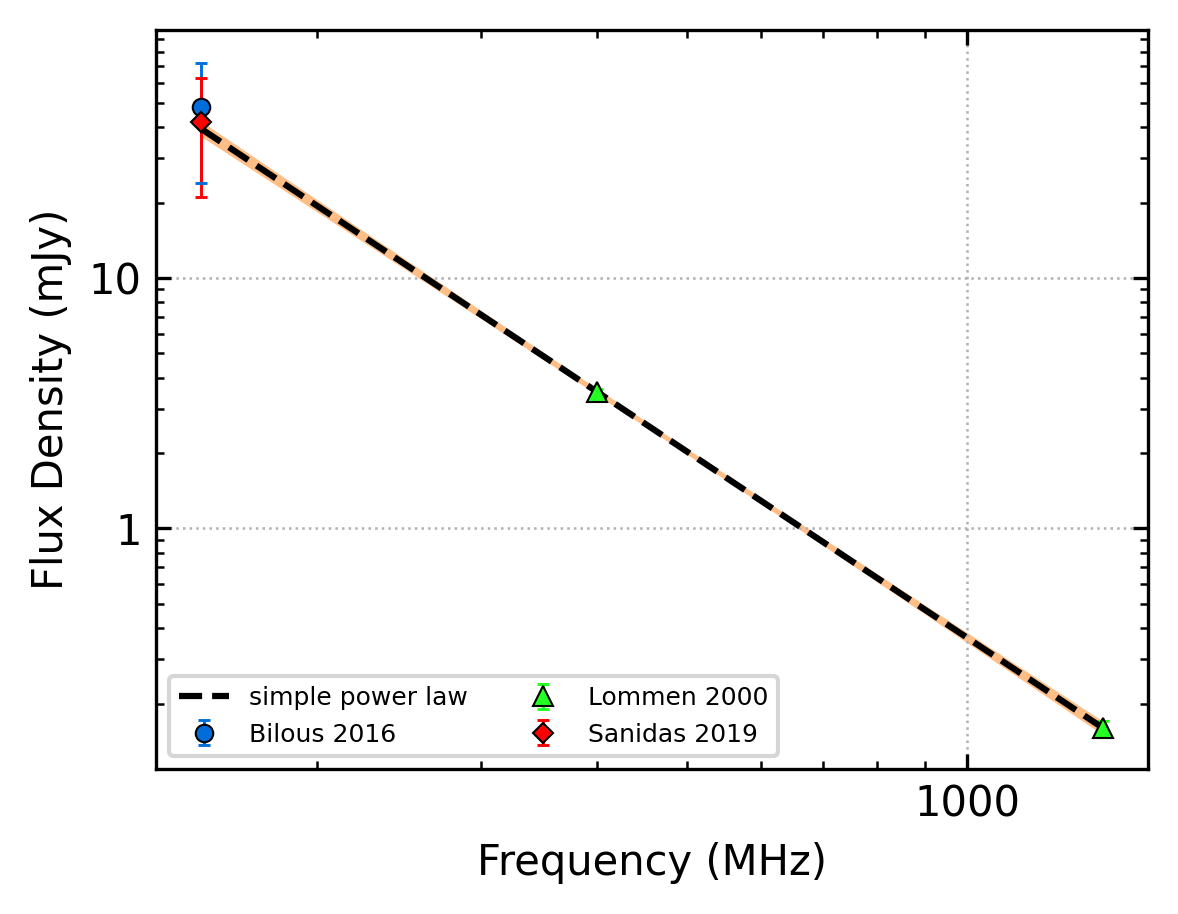 Flux Density (mJy)
10
1
simple power law
Bilous 2016
Lommen 2000
Sanidas 2019
1000
Frequency (MHz)